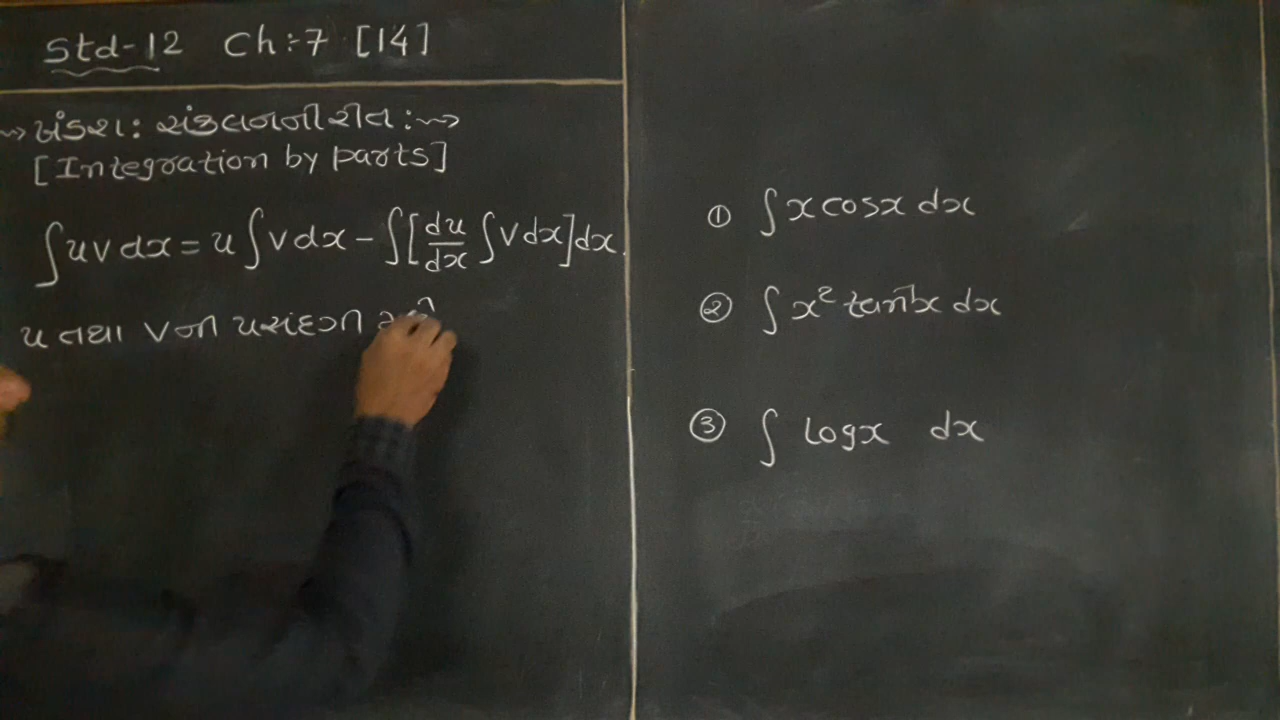 Std-12 Ch:-7 [14]
ખંડશ: સંકલનની રીત :
[Integration by parts]
∫uv dx = u∫v dx - ∫[du/dx ∫v dx]dx.
u તથા v ની પસંદગી
① ∫x cosx dx
② ∫x² tan⁻¹x dx
③ ∫ logx dx